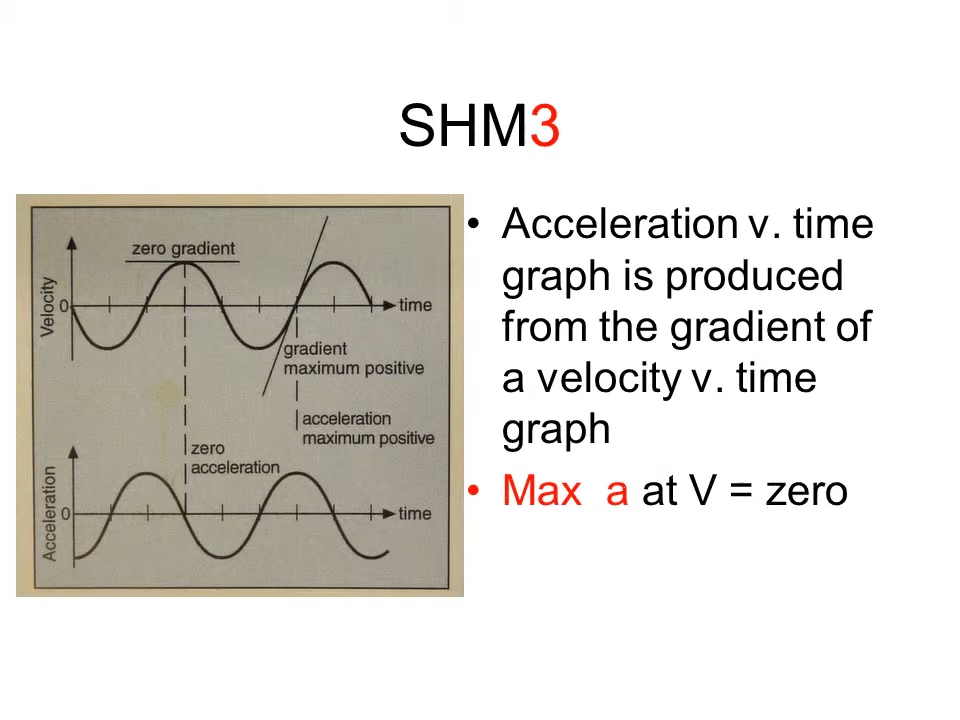 SHM3
zero gradient
Velocity
0
time
gradient
maximum positive
acceleration
maximum positive
zero
acceleration
Acceleration
0
time
• Acceleration v. time
graph is produced
from the gradient of
a velocity v. time
graph
• Max a at V = zero